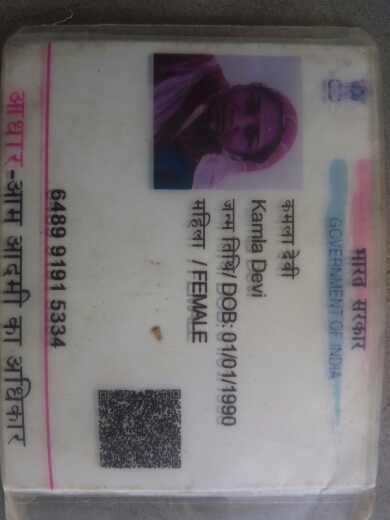 भारत सरकार
GOVERNMENT OF INDIA
कमला देवी
Kamla Devi
जन्म तिथि/ DOB: 01/01/1990
महिला / FEMALE
6489 9191 5334
आधार-आम आदमी का अधिकार